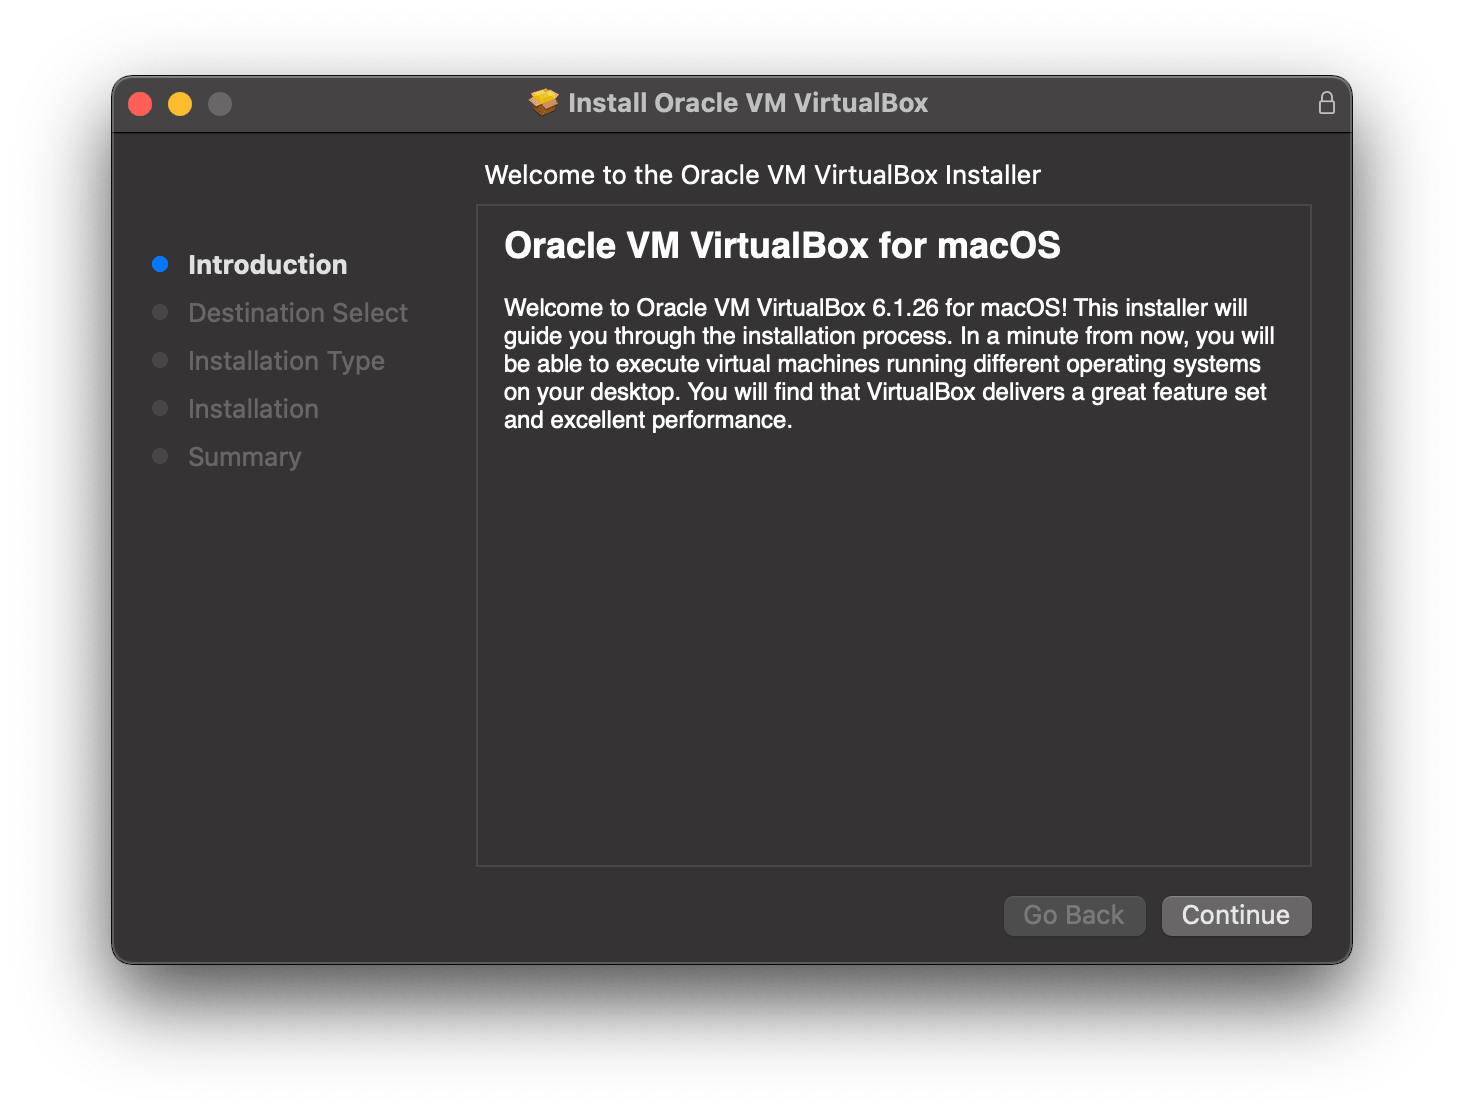 Install Oracle VM VirtualBox
Welcome to the Oracle VM VirtualBox Installer
Introduction
Destination Select
Installation Type
Installation
Summary
Oracle VM VirtualBox for macOS
Welcome to Oracle VM VirtualBox 6.1.26 for macOS! This installer will
guide you through the installation process. In a minute from now, you will
be able to execute virtual machines running different operating systems
on your desktop. You will find that VirtualBox delivers a great feature set
and excellent performance.
Go Back
Continue